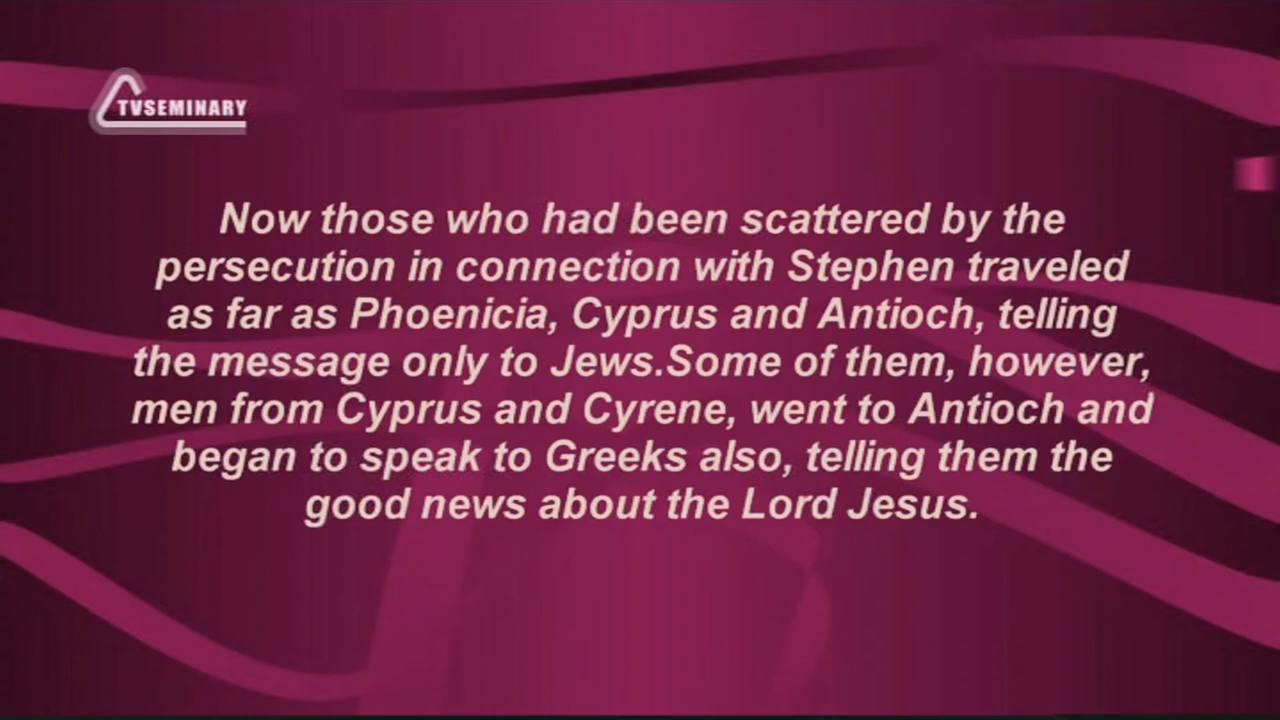 TVSEMINARY
Now those who had been scattered by the
persecution in connection with Stephen traveled
as far as Phoenicia, Cyprus and Antioch, telling
the message only to Jews.Some of them, however,
men from Cyprus and Cyrene, went to Antioch and
began to speak to Greeks also, telling them the
good news about the Lord Jesus.